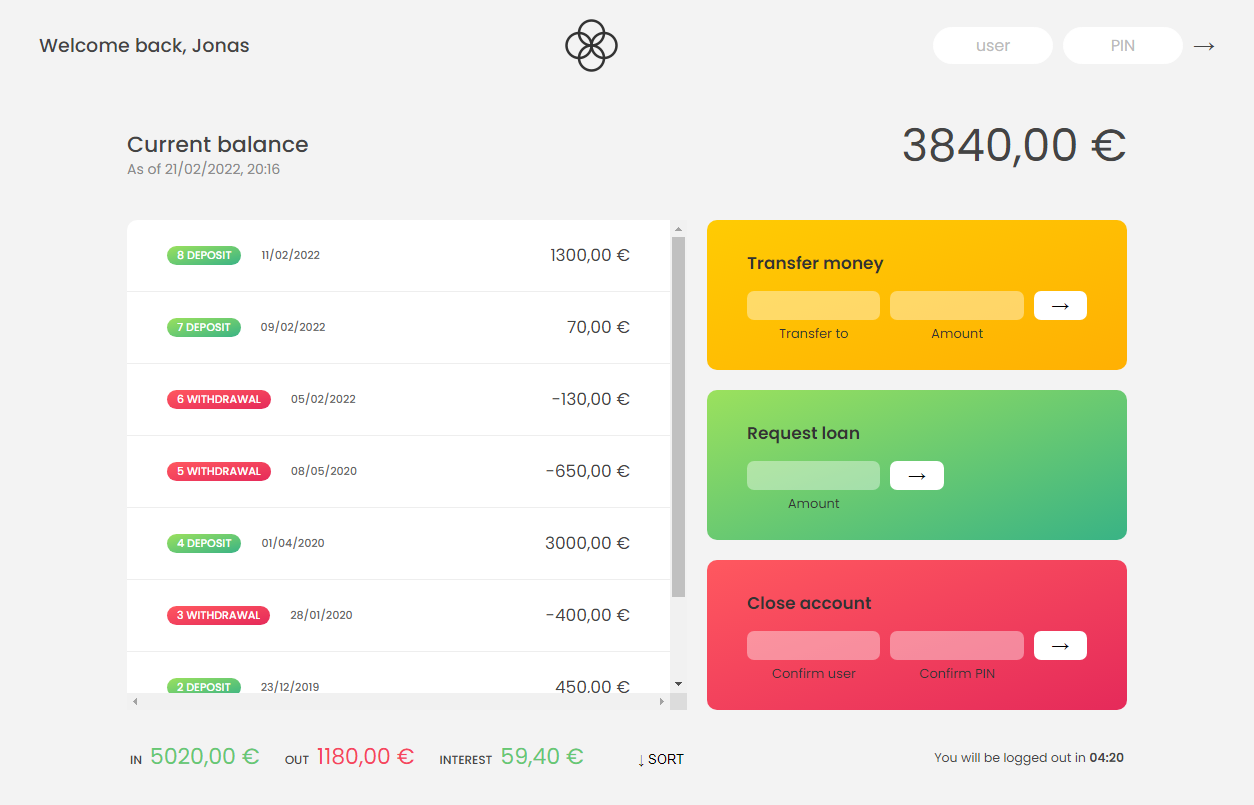 Welcome back, Jonas
user
PIN
→
Current balance
As of 21/02/2022, 20:16
3840,00 €
8 DEPOSIT 11/02/2022 1300,00 €
7 DEPOSIT 09/02/2022 70,00 €
6 WITHDRAWAL 05/02/2022 -130,00 €
5 WITHDRAWAL 08/05/2020 -650,00 €
4 DEPOSIT 01/04/2020 3000,00 €
3 WITHDRAWAL 28/01/2020 -400,00 €
2 DEPOSIT 23/12/2019 450,00 €
Transfer money
→
Transfer to Amount
Request loan
→
Amount
Close account
→
Confirm user Confirm PIN
IN 5020,00 € OUT 1180,00 € INTEREST 59,40 € ↓ SORT
You will be logged out in 04:20